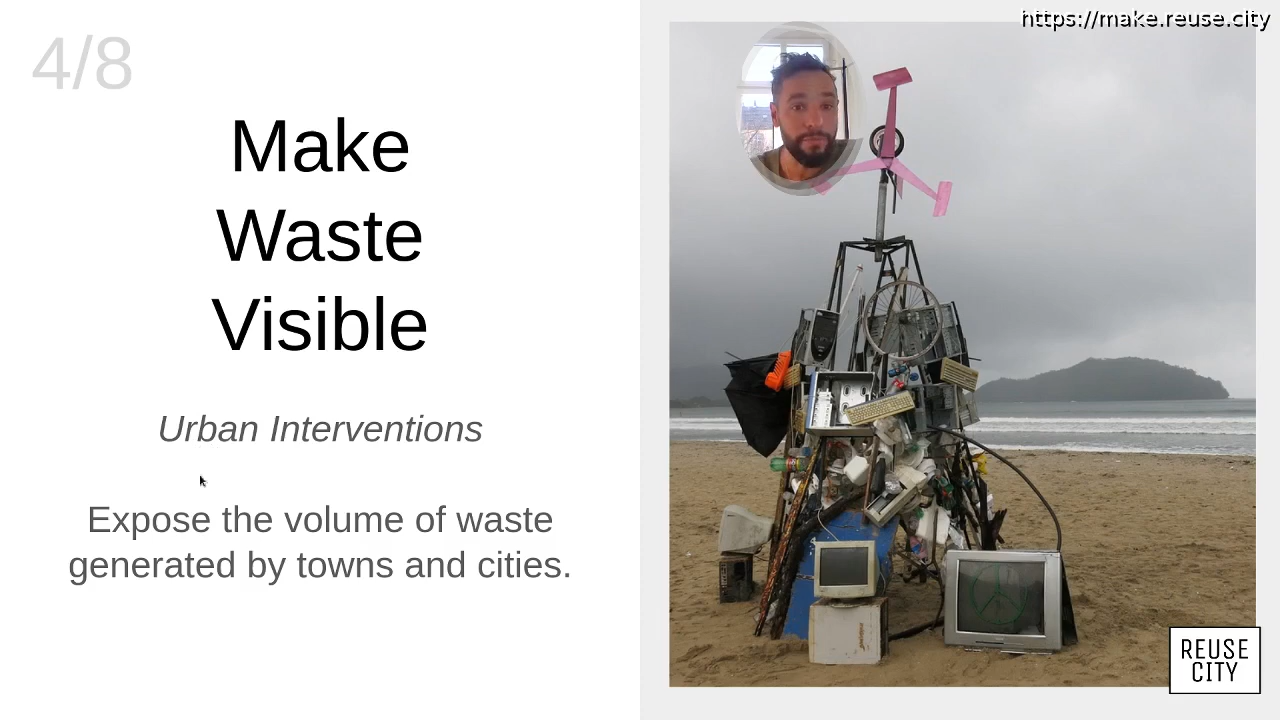 https://make.reuse.city
4/8
Make
Waste
Visible
Urban Interventions
Expose the volume of waste
generated by towns and cities.
REUSE
CITY